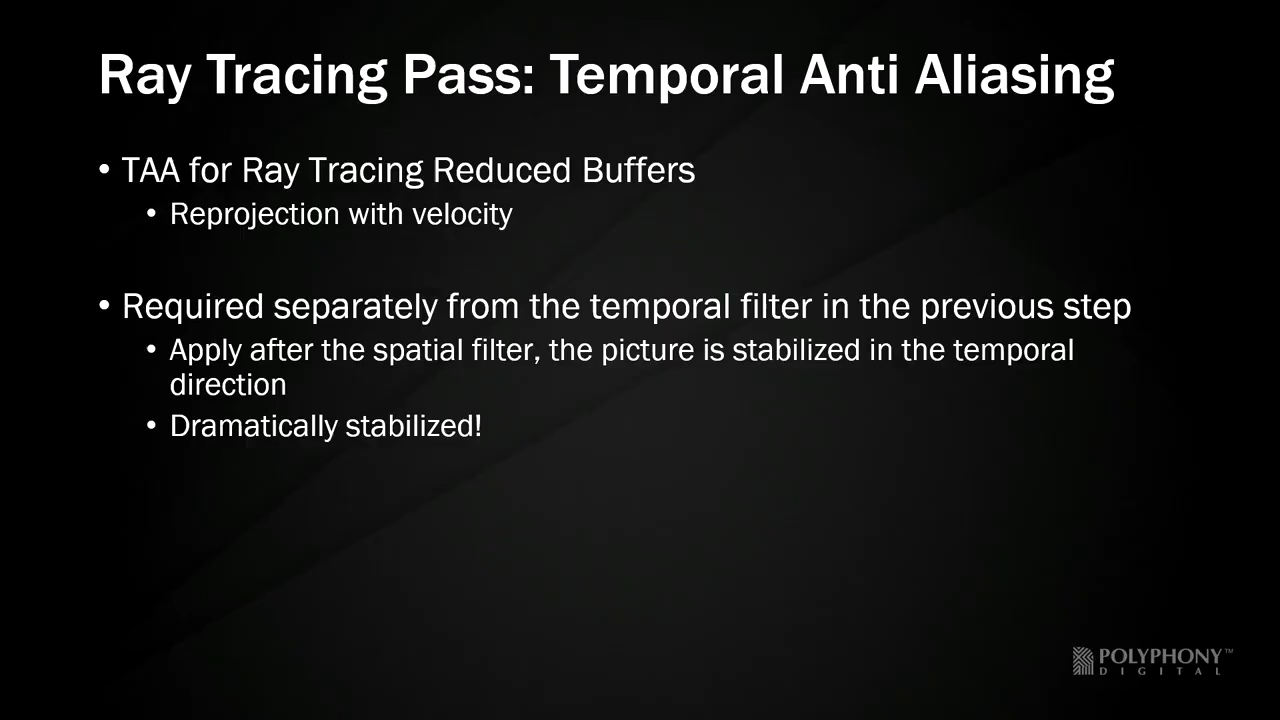 Ray Tracing Pass: Temporal Anti Aliasing
• TAA for Ray Tracing Reduced Buffers
• Reprojection with velocity
• Required separately from the temporal filter in the previous step
• Apply after the spatial filter, the picture is stabilized in the temporal
direction
• Dramatically stabilized!
POLYPHONY™
DIGITAL